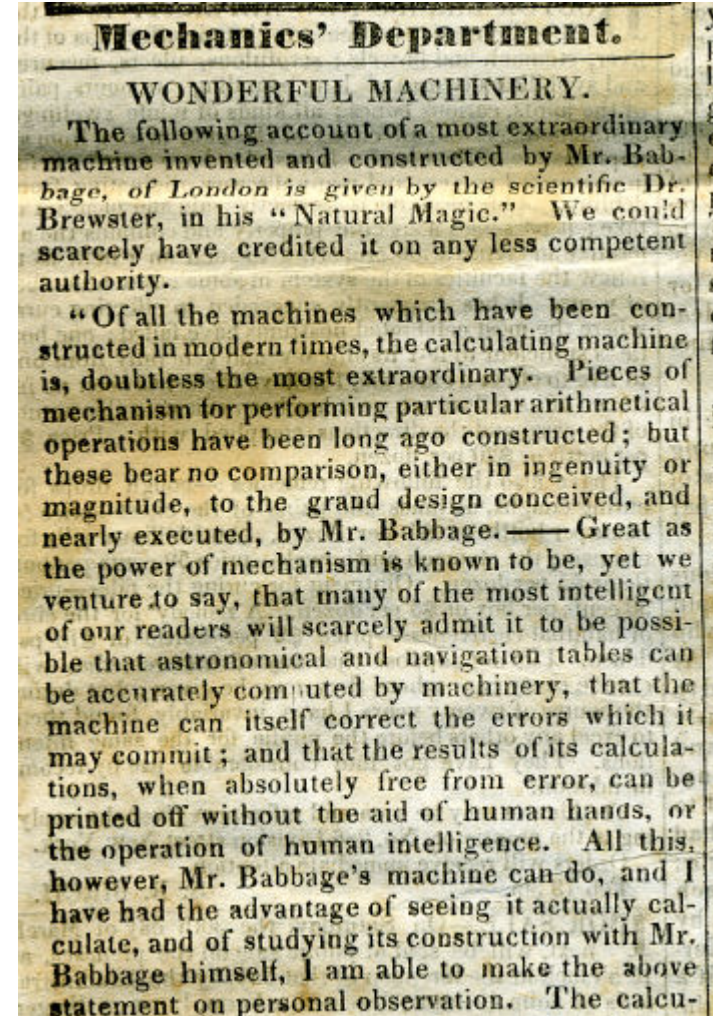 Mechanics' Department.
WONDERFUL MACHINERY.
The following account of a most extraordinary
machine invented and constructed by Mr. Bab-
bage, of London is given by the scientific Dr.
Brewster, in his "Natural Magic." We could
scarcely have credited it on any less competent
authority.
"Of all the machines which have been con-
structed in modern times, the calculating machine
is, doubtless the most extraordinary. Pieces of
mechanism for performing particular arithmetical
operations have been long ago constructed; but
these bear no comparison, either in ingenuity or
magnitude, to the grand design conceived, and
nearly executed, by Mr. Babbage.—— Great as
the power of mechanism is known to be, yet we
venture to say, that many of the most intelligent
of our readers will scarcely admit it to be possi-
ble that astronomical and navigation tables can
be accurately computed by machinery, that the
machine can itself correct the errors which it
may commit; and that the results of its calcula-
tions, when absolutely free from error, can be
printed off without the aid of human hands, or
the operation of human intelligence. All this,
however, Mr. Babbage's machine can do, and I
have had the advantage of seeing it actually cal-
culate, and of studying its construction with Mr.
Babbage himself, I am able to make the above
statement on personal observation. The calcu-